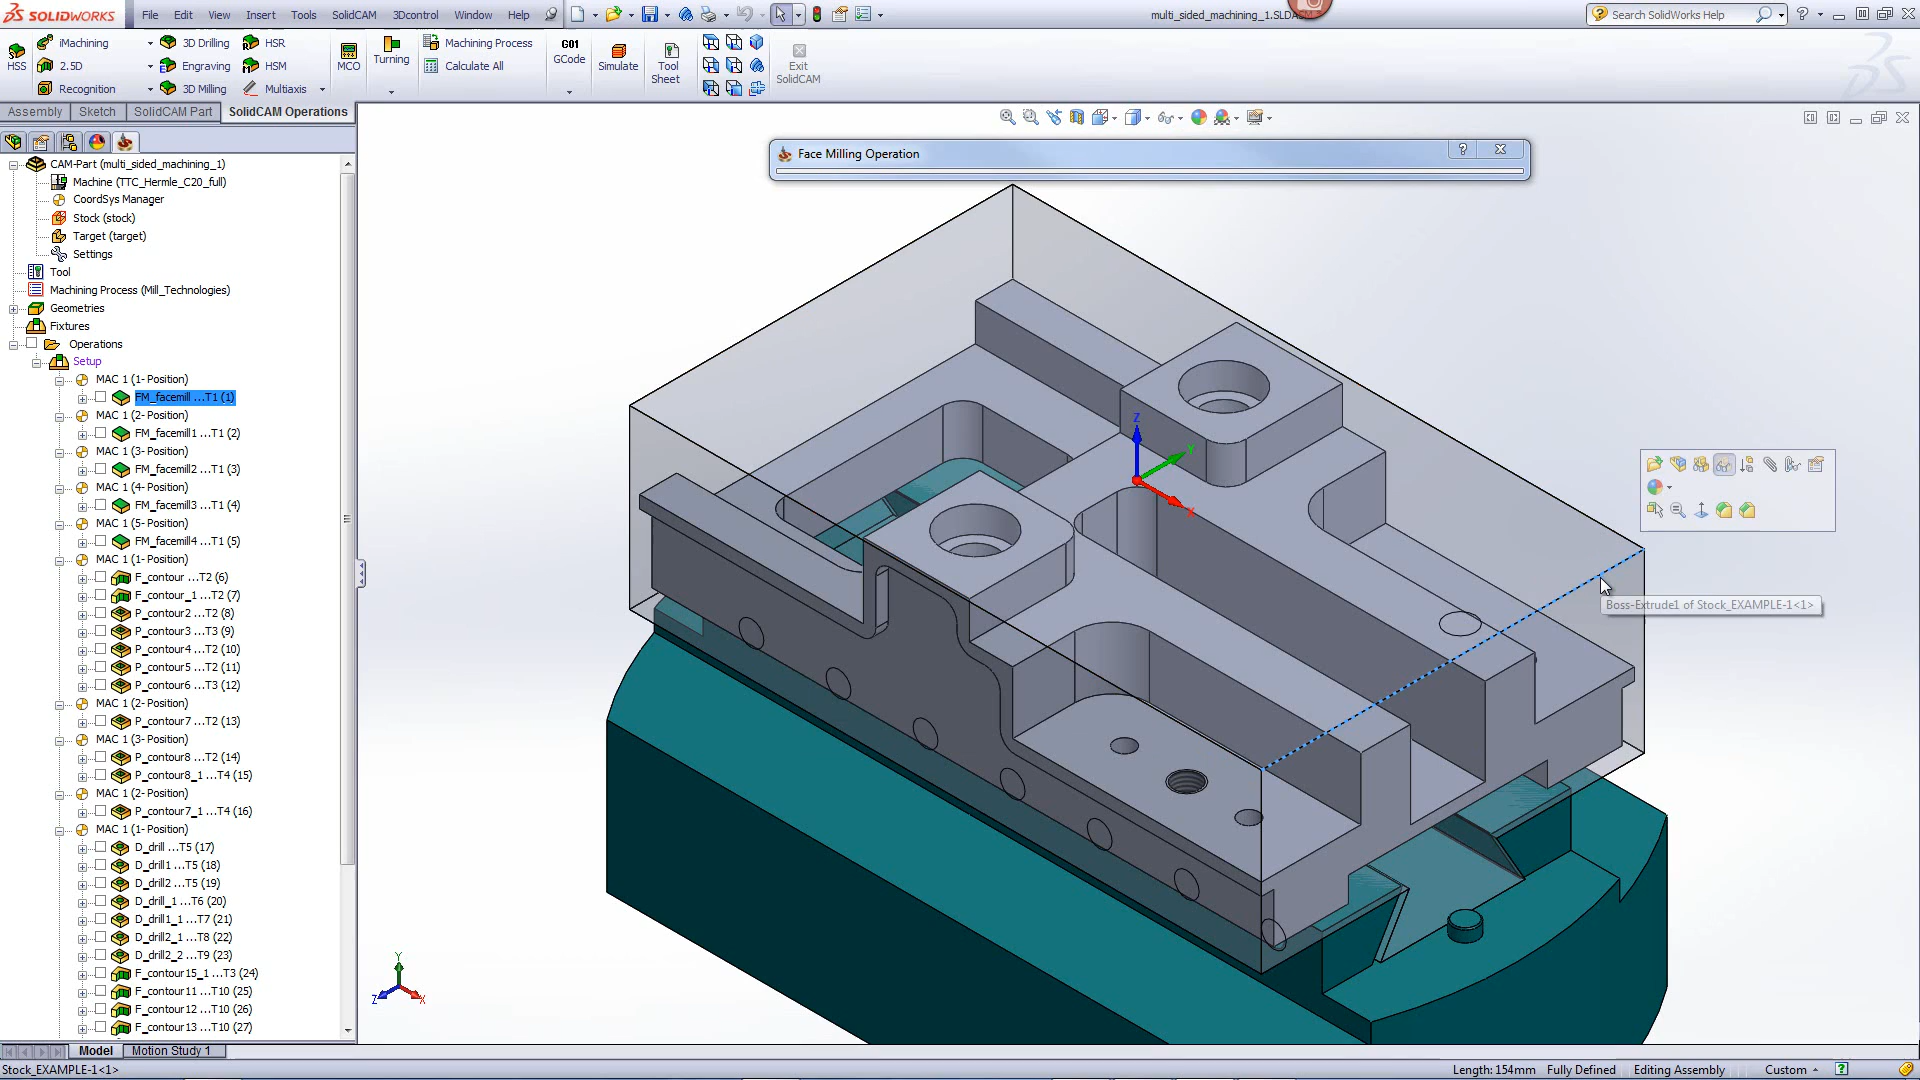 SOLIDWORKS
File Edit View Insert Tools SolidCAM 3Dcontrol Window Help
multi_sided_machining_1.SLDA
Search SolidWorks Help
HSS
iMachining
2.5D
Recognition
3D Drilling
Engraving
3D Milling
HSR
HSM
Multiaxis
MCO
Turning
Machining Process
Calculate All
G01
GCode
Simulate
Tool
Sheet
Exit
SolidCAM
Assembly Sketch SolidCAM Part SolidCAM Operations
CAM-Part (multi_sided_machining_1)
Machine (TTC_Hermle_C20_full)
CoordSys Manager
Stock (stock)
Target (target)
Settings
Tool
Machining Process (Mill_Technologies)
Geometries
Fixtures
Operations
Setup
MAC 1 (1- Position)
FM_facemill ...T1 (1)
MAC 1 (2- Position)
FM_facemill1 ...T1 (2)
MAC 1 (3- Position)
FM_facemill2 ...T1 (3)
MAC 1 (4- Position)
FM_facemill3 ...T1 (4)
MAC 1 (5- Position)
FM_facemill4 ...T1 (5)
MAC 1 (1- Position)
F_contour ...T2 (6)
F_contour_1 ...T2 (7)
P_contour2 ...T2 (8)
P_contour3 ...T3 (9)
P_contour4 ...T2 (10)
P_contour5 ...T2 (11)
P_contour6 ...T3 (12)
MAC 1 (2- Position)
P_contour7 ...T2 (13)
MAC 1 (3- Position)
P_contour8 ...T2 (14)
P_contour8_1 ...T4 (15)
MAC 1 (2- Position)
P_contour7_1 ...T4 (16)
MAC 1 (1- Position)
D_drill ...T5 (17)
D_drill1 ...T5 (18)
D_drill2 ...T5 (19)
D_drill_1 ...T6 (20)
D_drill1_1 ...T7 (21)
D_drill2_1 ...T8 (22)
D_drill2_2 ...T9 (23)
F_contour15_1 ...T3 (24)
F_contour11 ...T10 (25)
F_contour12 ...T10 (26)
F_contour13 ...T10 (27)
Face Milling Operation
Z
Y
X
Boss-Extrude1 of Stock_EXAMPLE-1<1>
Y
Z
X
Model Motion Study 1
Stock_EXAMPLE-1<1>
Length: 154mm Fully Defined Editing Assembly Custom